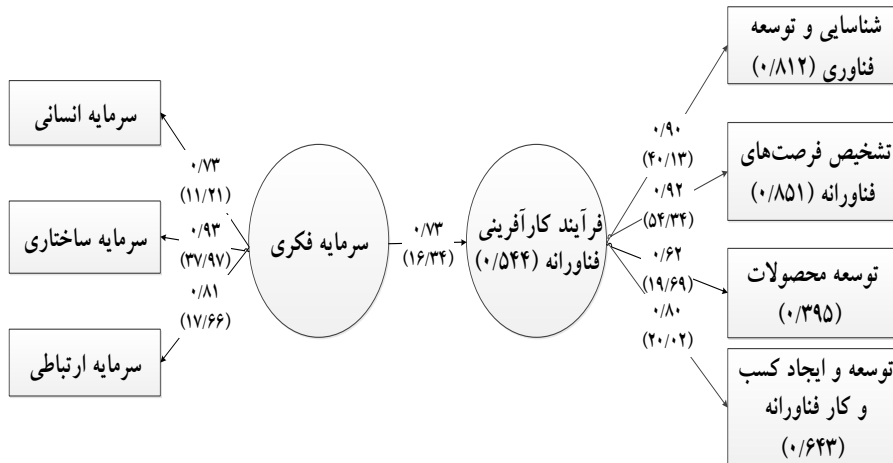 شناسایی و توسعه
فناوری (۰/۸۱۲)
تشخیص فرصت‌های
فناورانه (۰/۸۵۱)
توسعه محصولات
(۰/۳۹۵)
توسعه و ایجاد کسب
و کار فناورانه
(۰/۶۴۳)
۰/۹۰
(۴۰/۱۳)
۰/۹۲
(۵۴/۳۴)
۰/۶۲
(۱۹/۶۹)
۰/۸۰
(۲۰/۰۲)
فرآیند کارآفرینی
فناورانه (۰/۵۴۴)
۰/۷۳
(۱۶/۳۴)
سرمایه فکری
۰/۷۳
(۱۱/۲۱)
۰/۹۳
(۳۷/۹۷)
۰/۸۱
(۱۷/۶۶)
سرمایه انسانی
سرمایه ساختاری
سرمایه ارتباطی